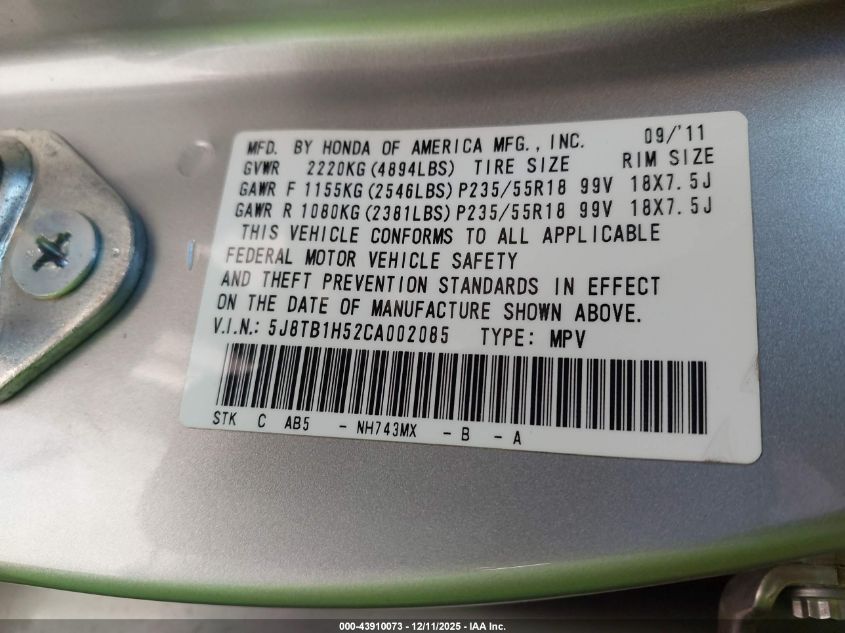 MFD. BY HONDA OF AMERICA MFG., INC. 09/'11
GVWR 2220KG (4894LBS) TIRE SIZE RIM SIZE
GAWR F 1155KG (2546LBS) P235/55R18 99V 18X7.5J
GAWR R 1080KG (2381LBS) P235/55R18 99V 18X7.5J
THIS VEHICLE CONFORMS TO ALL APPLICABLE
FEDERAL MOTOR VEHICLE SAFETY
AND THEFT PREVENTION STANDARDS IN EFFECT
ON THE DATE OF MANUFACTURE SHOWN ABOVE.
V.I.N.: 5J8TB1H52CA002085 TYPE: MPV
STK C AB5 - NH743MX - B - A
000-43910073 - 12/11/2025 - IAA Inc.